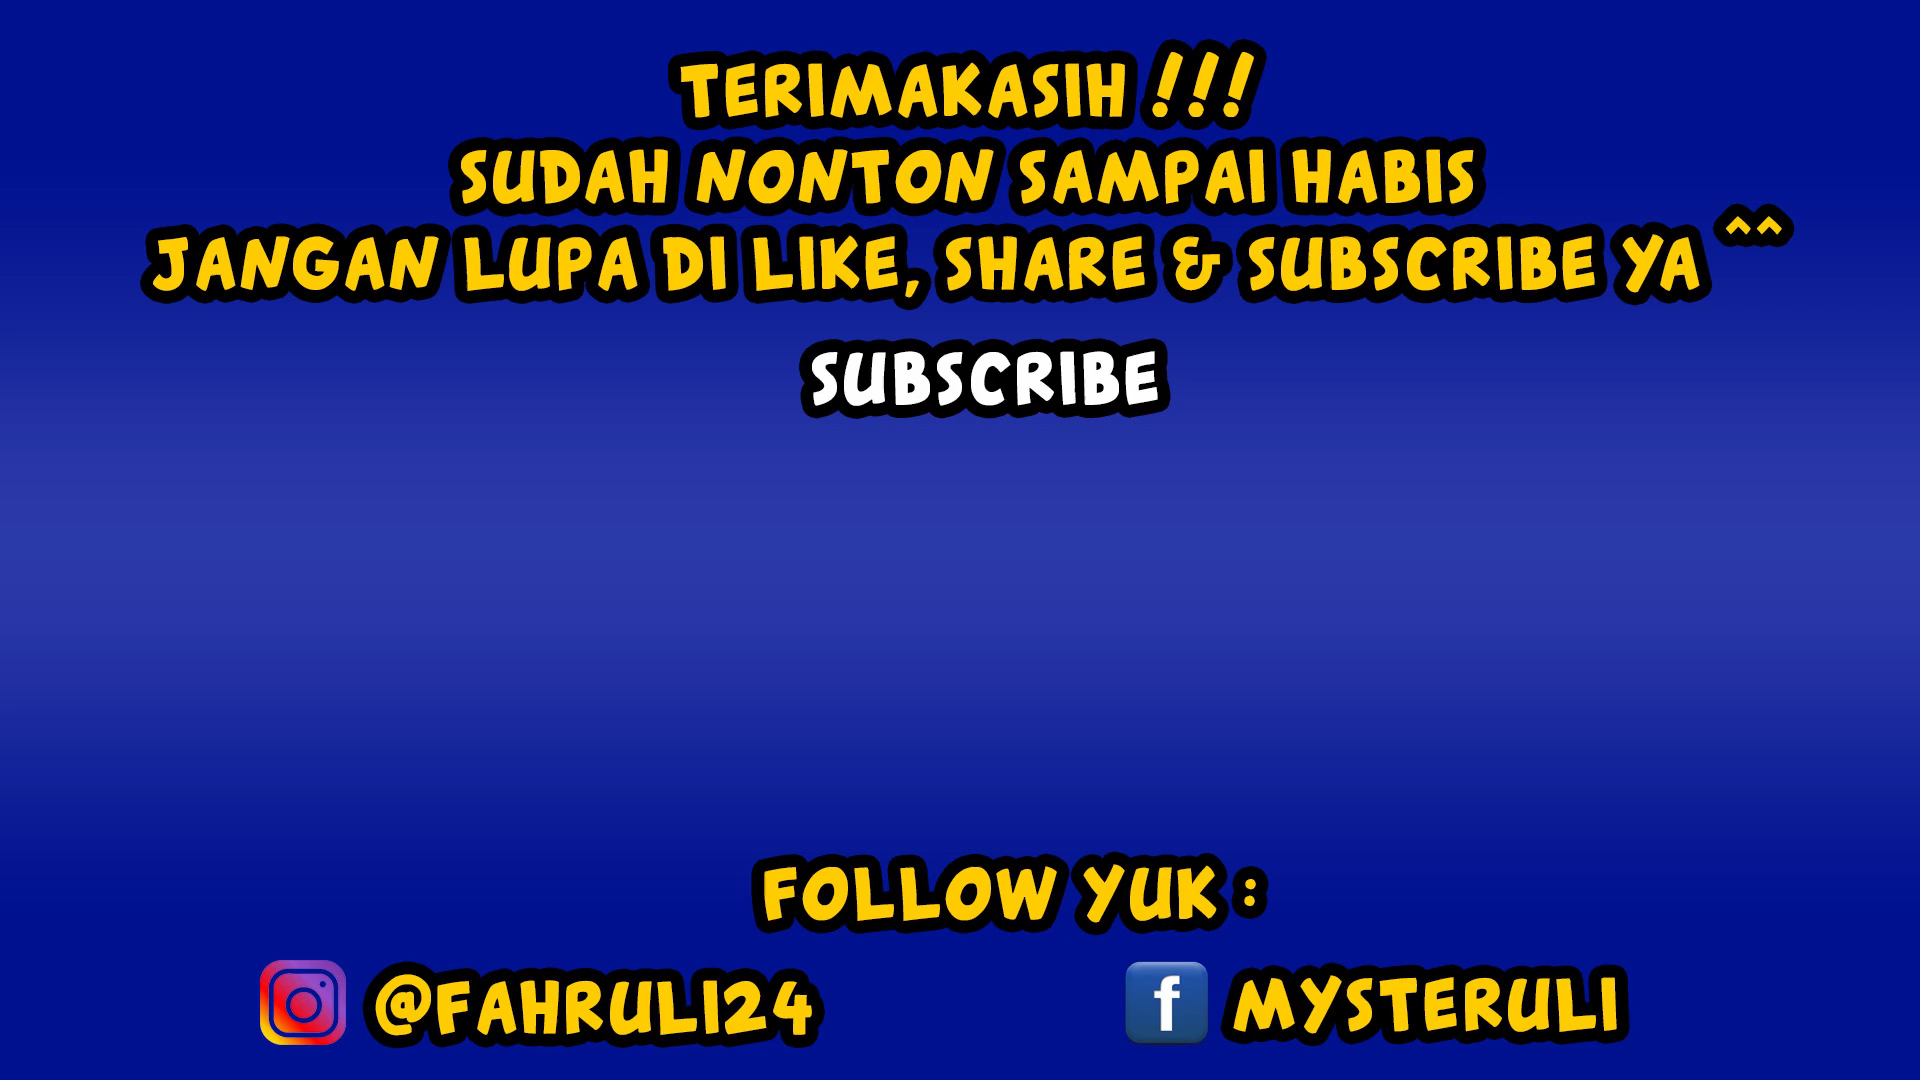 TERIMAKASIH !!!
SUDAH NONTON SAMPAI HABIS
JANGAN LUPA DI LIKE, SHARE & SUBSCRIBE YA ^^
SUBSCRIBE
FOLLOW YUK :
@FAHRULI24
f MYSTERULI